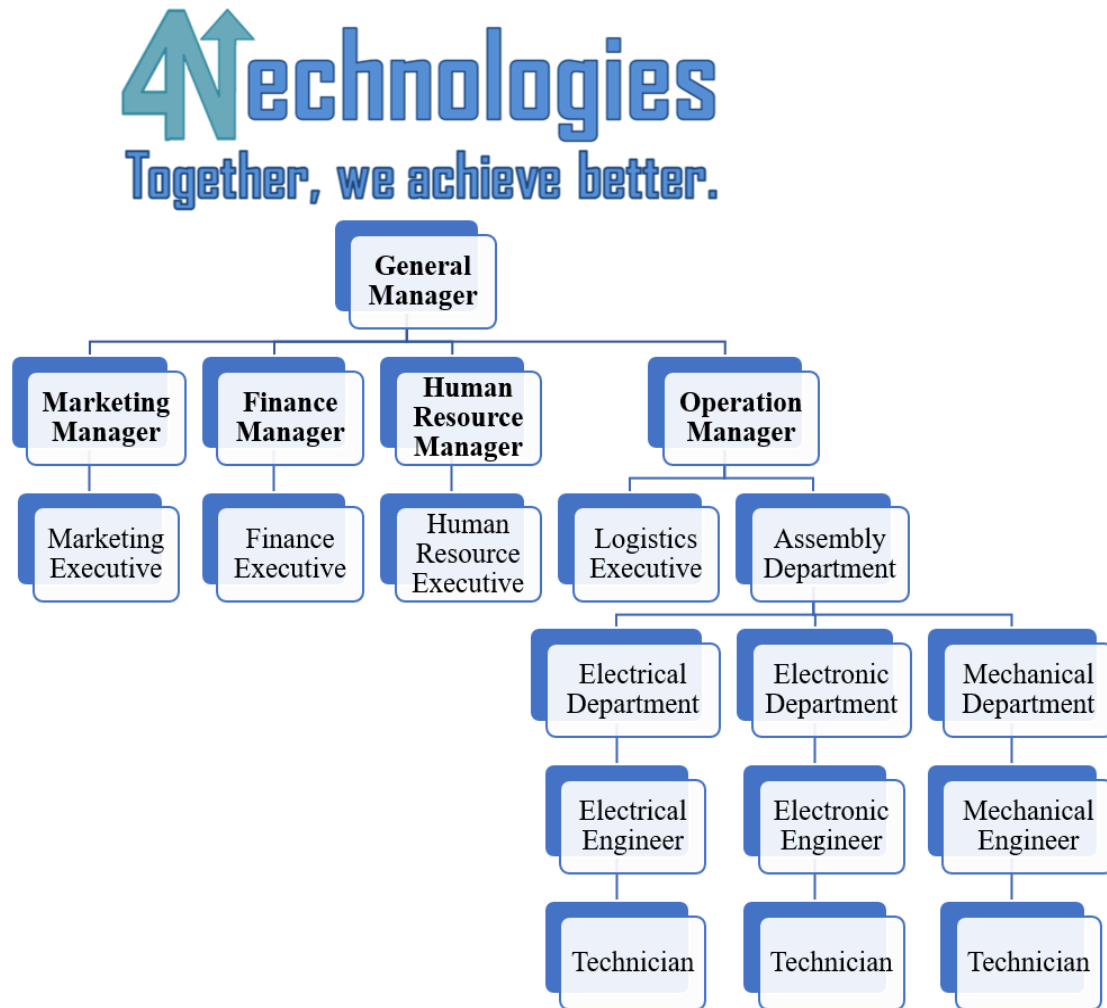 4Nechnologies
Together, we achieve better.
General
Manager
Marketing
Manager
Finance
Manager
Human
Resource
Manager
Operation
Manager
Marketing
Executive
Finance
Executive
Human
Resource
Executive
Logistics
Executive
Assembly
Department
Electrical
Department
Electronic
Department
Mechanical
Department
Electrical
Engineer
Electronic
Engineer
Mechanical
Engineer
Technician
Technician
Technician